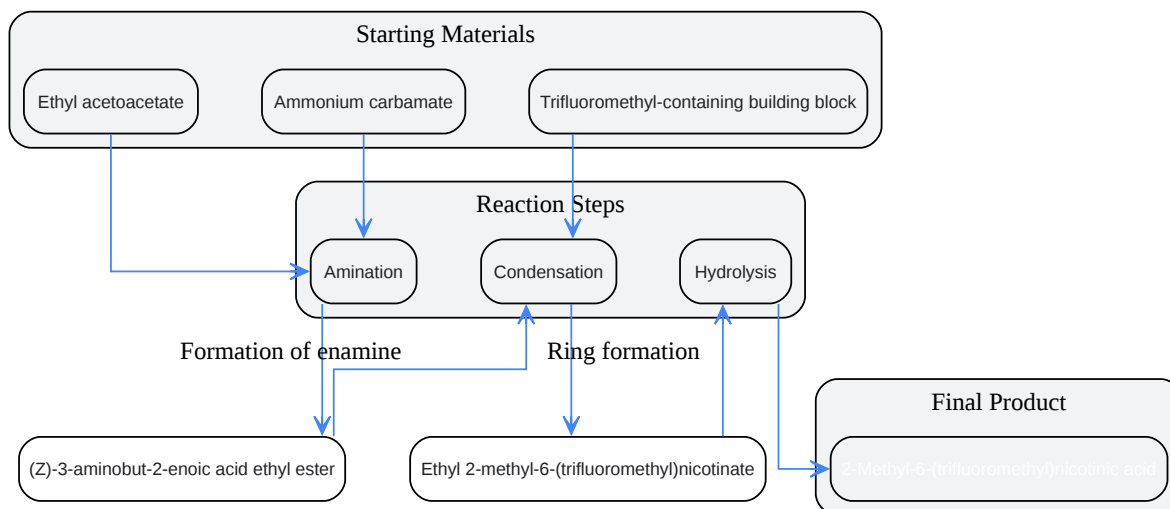 Starting Materials
Ethyl acetoacetate
Ammonium carbamate
Trifluoromethyl-containing building block
Reaction Steps
Amination
Condensation
Hydrolysis
Formation of enamine
Ring formation
Final Product
(Z)-3-aminobut-2-enoic acid ethyl ester
Ethyl 2-methyl-6-(trifluoromethyl)nicotinate
2-Methyl-6-(trifluoromethyl)nicotinic acid